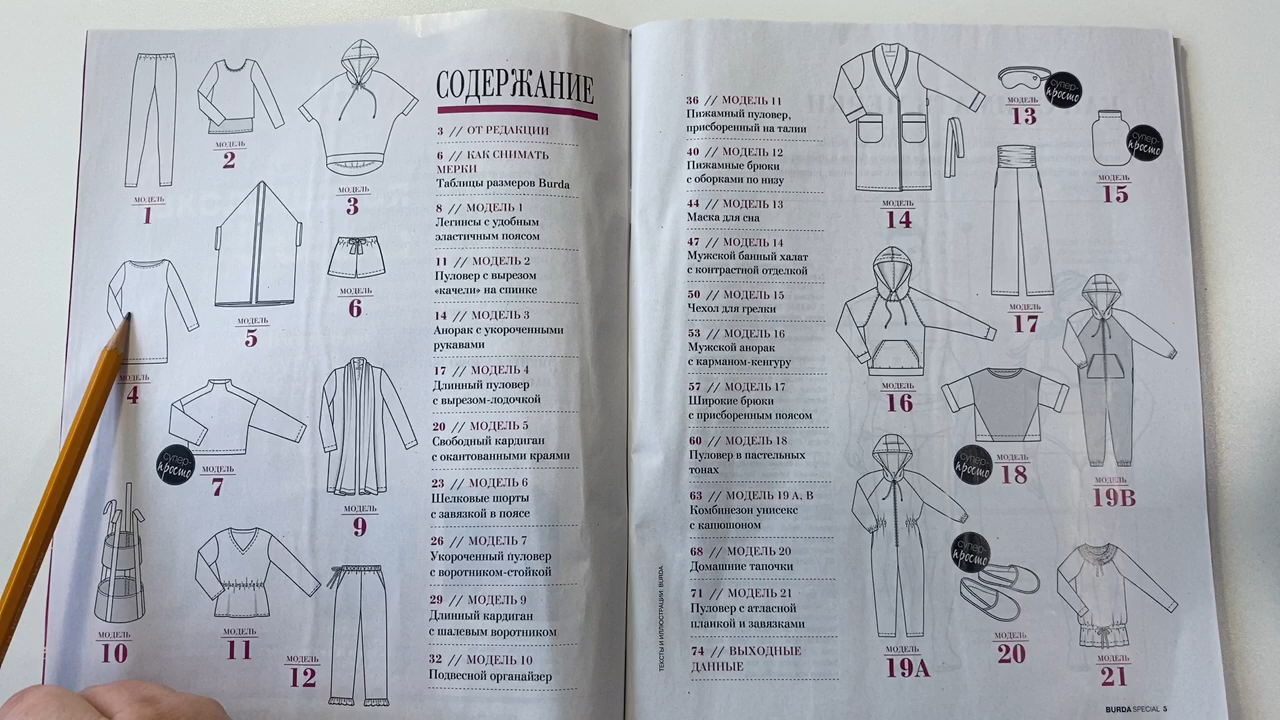 СОДЕРЖАНИЕ
3 // ОТ РЕДАКЦИИ
6 // КАК СНИМАТЬ
МЕРКИ
Таблицы размеров Burda
8 // МОДЕЛЬ 1
Легинсы с удобным
эластичным поясом
11 // МОДЕЛЬ 2
Пуловер с вырезом
«качели» на спинке
14 // МОДЕЛЬ 3
Анорак с укороченными
рукавами
17 // МОДЕЛЬ 4
Длинный пуловер
с вырезом-лодочкой
20 // МОДЕЛЬ 5
Свободный кардиган
с окантованными краями
23 // МОДЕЛЬ 6
Шелковые шорты
с завязкой в поясе
26 // МОДЕЛЬ 7
Укороченный пуловер
с воротником-стойкой
29 // МОДЕЛЬ 9
Длинный кардиган
с шалевым воротником
32 // МОДЕЛЬ 10
Подвесной органайзер
МОДЕЛЬ
1
МОДЕЛЬ
2
МОДЕЛЬ
3
МОДЕЛЬ
4
МОДЕЛЬ
5
МОДЕЛЬ
6
супер-
просто
МОДЕЛЬ
7
МОДЕЛЬ
9
МОДЕЛЬ
10
МОДЕЛЬ
11
МОДЕЛЬ
12
36 // МОДЕЛЬ 11
Пижамный пуловер,
присборенный на талии
40 // МОДЕЛЬ 12
Пижамные брюки
с оборками по низу
44 // МОДЕЛЬ 13
Маска для сна
47 // МОДЕЛЬ 14
Мужской банный халат
с контрастной отделкой
50 // МОДЕЛЬ 15
Чехол для грелки
53 // МОДЕЛЬ 16
Мужской анорак
с карманом-кенгуру
57 // МОДЕЛЬ 17
Широкие брюки
с присборенным поясом
60 // МОДЕЛЬ 18
Пуловер в пастельных
тонах
63 // МОДЕЛЬ 19 А, В
Комбинезон унисекс
с капюшоном
68 // МОДЕЛЬ 20
Домашние тапочки
71 // МОДЕЛЬ 21
Пуловер с атласной
планкой и завязками
74 // ВЫХОДНЫЕ
ДАННЫЕ
ТЕКСТЫ И ИЛЛЮСТРАЦИИ: BURDA
супер-
просто
МОДЕЛЬ
13
МОДЕЛЬ
14
супер-
просто
МОДЕЛЬ
15
МОДЕЛЬ
16
МОДЕЛЬ
17
супер-
просто
МОДЕЛЬ
18
МОДЕЛЬ
19В
МОДЕЛЬ
19А
супер-
просто
МОДЕЛЬ
20
МОДЕЛЬ
21
BURDA SPECIAL 5